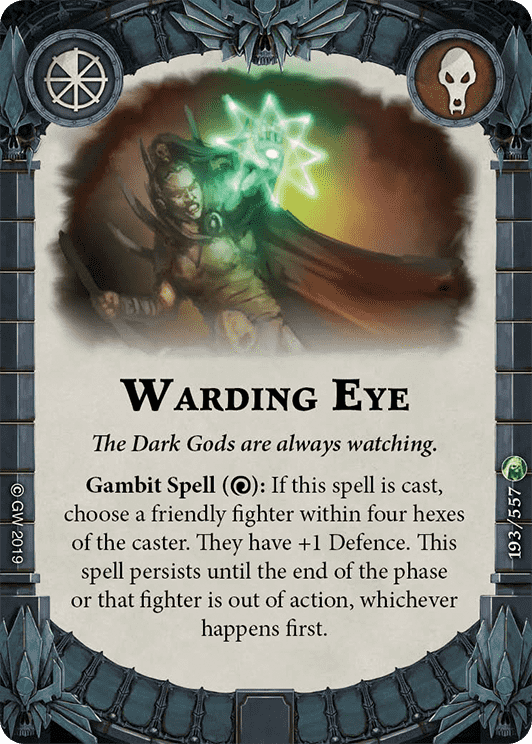 WARDING EYE
The Dark Gods are always watching.
Gambit Spell (): If this spell is cast,
choose a friendly fighter within four hexes
of the caster. They have +1 Defence. This
spell persists until the end of the phase
or that fighter is out of action, whichever
happens first.
© GW 2019
193/557